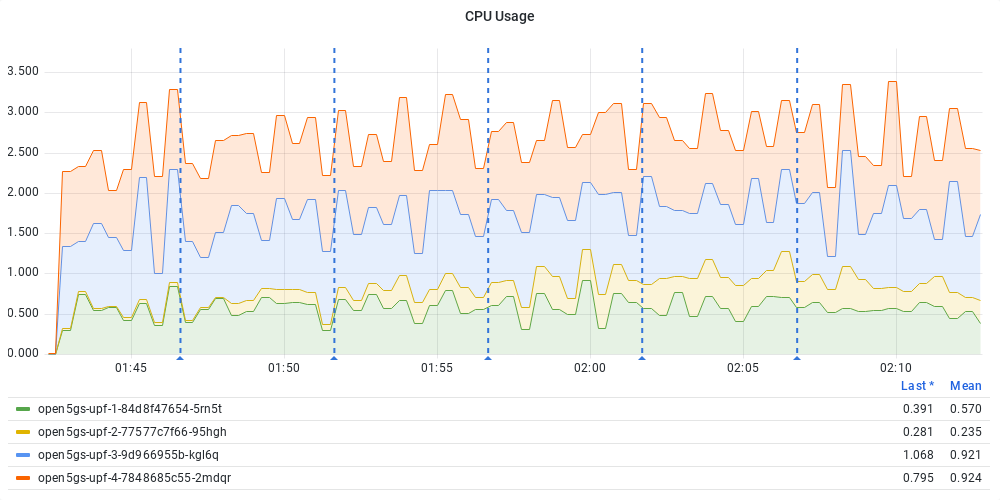 CPU Usage
3.500
3.000
2.500
2.000
1.500
1.000
0.500
0.000
01:45 01:50 01:55 02:00 02:05 02:10
Last * Mean
open5gs-upf-1-84d8f47654-5rn5t 0.391 0.570
open5gs-upf-2-77577c7f66-95hgh 0.281 0.235
open5gs-upf-3-9d966955b-kgl6q 1.068 0.921
open5gs-upf-4-7848685c55-2mdqr 0.795 0.924